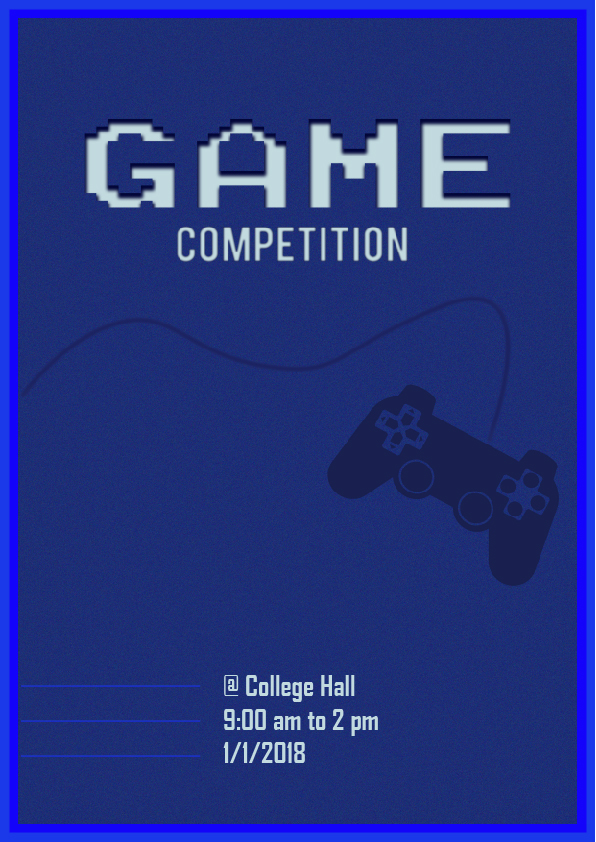 GAME
COMPETITION
@ College Hall
9:00 am to 2 pm
1/1/2018